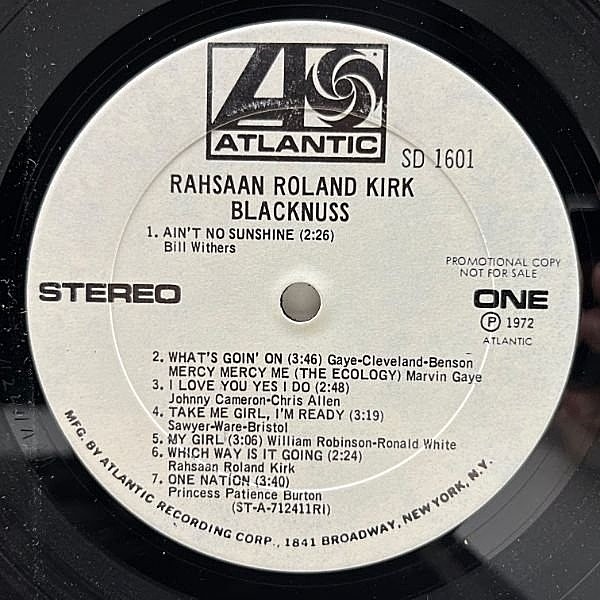 ATLANTIC
SD 1601
RAHSAAN ROLAND KIRK
BLACKNUSS
1. AIN'T NO SUNSHINE (2:26)
Bill Withers
PROMOTIONAL COPY
NOT FOR SALE
STEREO
ONE
Ⓟ 1972
ATLANTIC
2. WHAT'S GOIN' ON (3:46) Gaye-Cleveland-Benson
MERCY MERCY ME (THE ECOLOGY) Marvin Gaye
3. I LOVE YOU YES I DO (2:48)
Johnny Cameron-Chris Allen
4. TAKE ME GIRL, I'M READY (3:19)
Sawyer-Ware-Bristol
5. MY GIRL (3:06) William Robinson-Ronald White
6. WHICH WAY IS IT GOING (2:24)
Rahsaan Roland Kirk
7. ONE NATION (3:40)
Princess Patience Burton
(ST-A-712411RI)
MFG. BY ATLANTIC RECORDING CORP., 1841 BROADWAY, NEW YORK, N.Y.